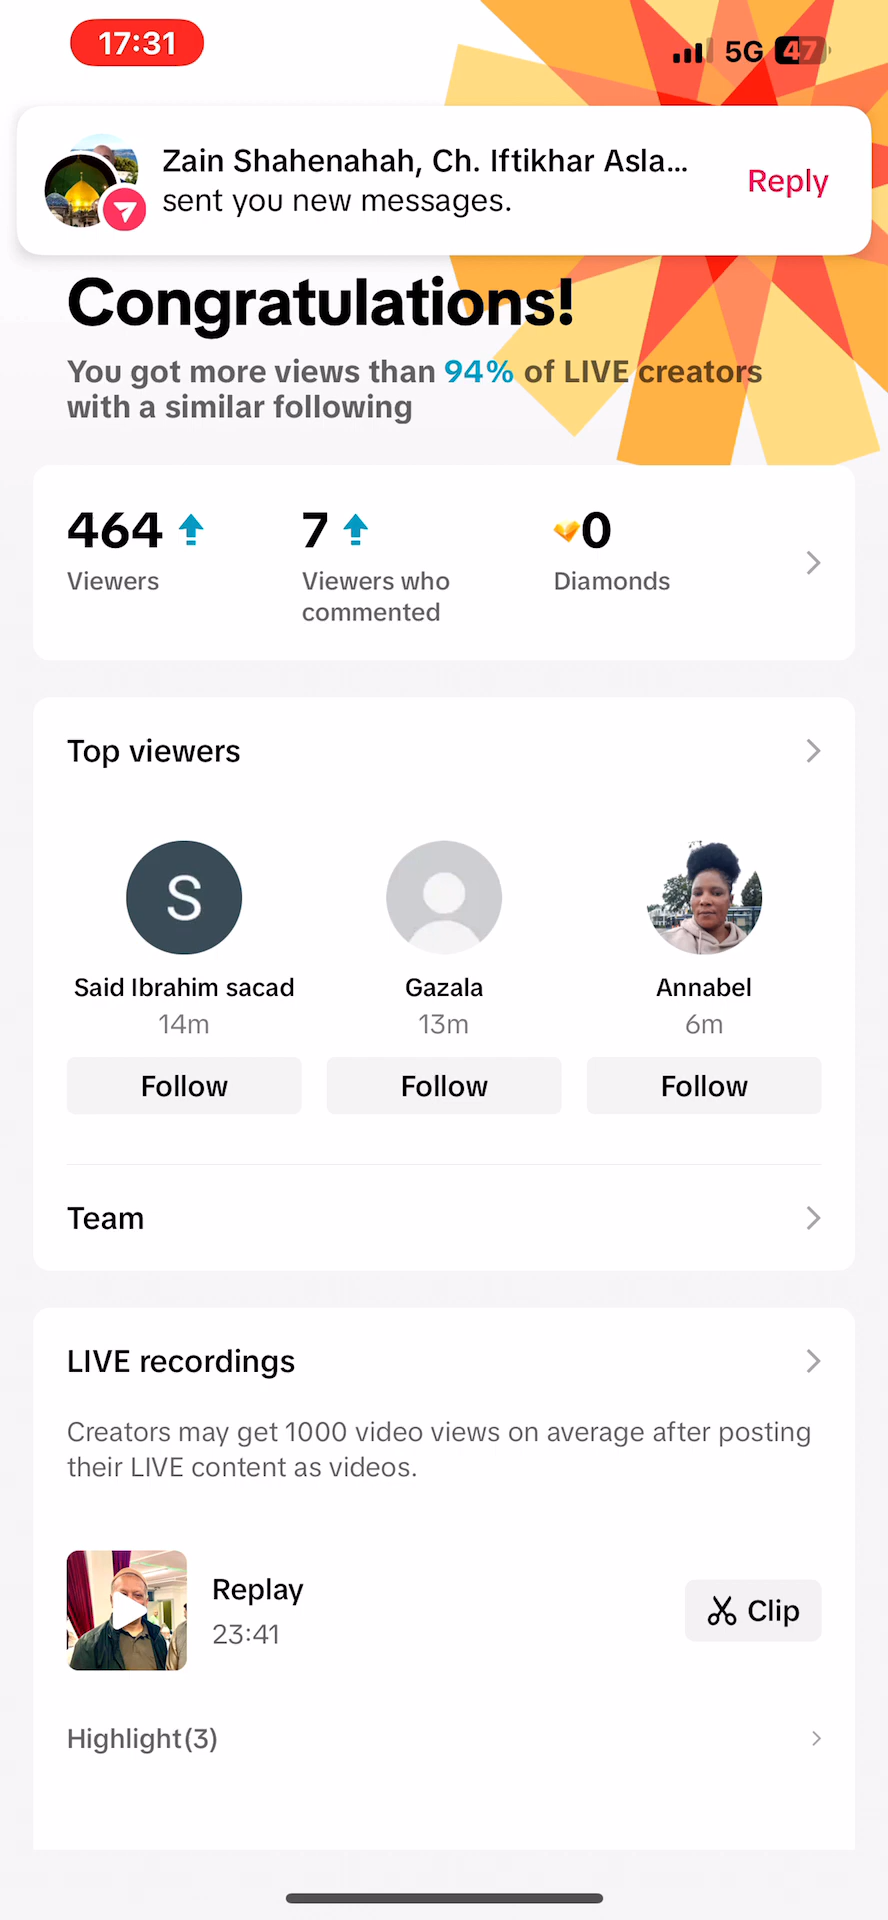 17:31
5G 47
Zain Shahenahah, Ch. Iftikhar Asla...
sent you new messages.
Reply
Congratulations!
You got more views than 94% of LIVE creators
with a similar following
464
Viewers
7
Viewers who
commented
0
Diamonds
Top viewers
S
Said Ibrahim sacad
14m
Follow
Gazala
13m
Follow
Annabel
6m
Follow
Team
LIVE recordings
Creators may get 1000 video views on average after posting
their LIVE content as videos.
Replay
23:41
Clip
Highlight(3)